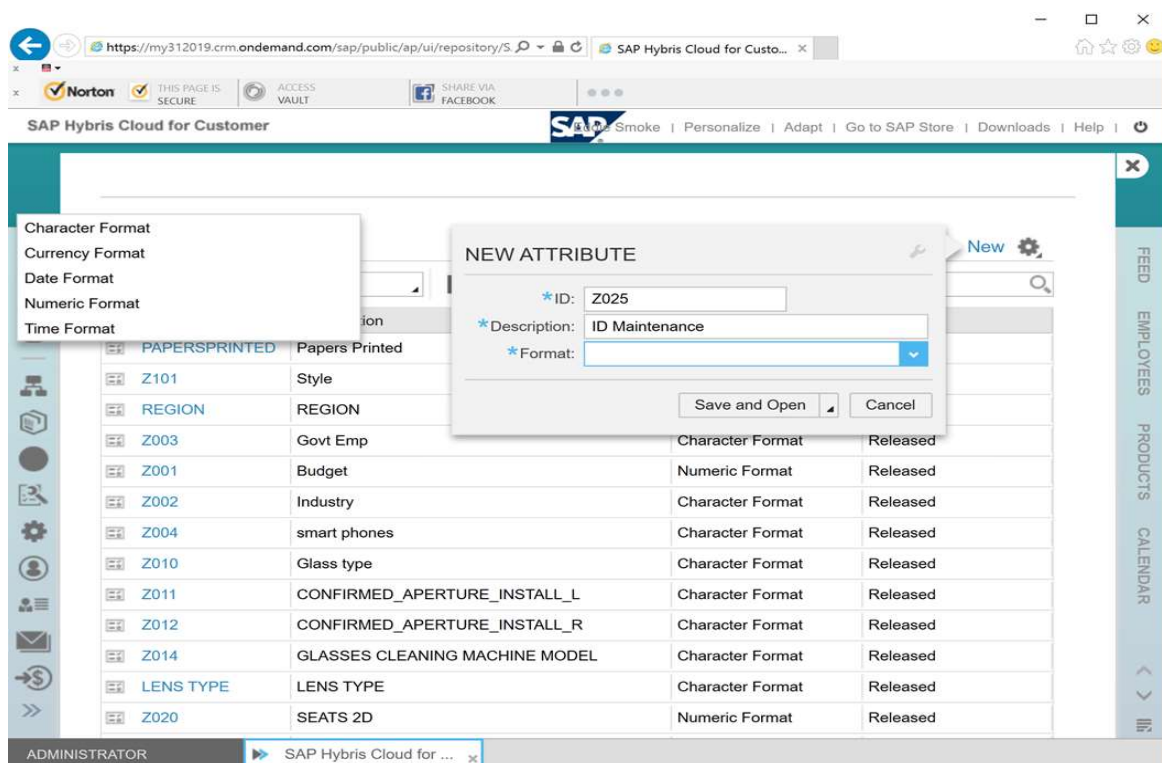 https://my312019.crm.ondemand.com/sap/public/ap/ui/repository/S
SAP Hybris Cloud for Custo...
Norton
THIS PAGE IS SECURE
ACCESS VAULT
SHARE VIA FACEBOOK
SAP Hybris Cloud for Customer
SAP
Smoke | Personalize | Adapt | Go to SAP Store | Downloads | Help |
Character Format
Currency Format
Date Format
Numeric Format
Time Format
New
NEW ATTRIBUTE
*ID: Z025
*Description: ID Maintenance
*Format:
Save and Open
Cancel
ion
PAPERSPRINTED Papers Printed
Z101 Style
REGION REGION
Z003 Govt Emp Character Format Released
Z001 Budget Numeric Format Released
Z002 Industry Character Format Released
Z004 smart phones Character Format Released
Z010 Glass type Character Format Released
Z011 CONFIRMED_APERTURE_INSTALL_L Character Format Released
Z012 CONFIRMED_APERTURE_INSTALL_R Character Format Released
Z014 GLASSES CLEANING MACHINE MODEL Character Format Released
LENS TYPE LENS TYPE Character Format Released
Z020 SEATS 2D Numeric Format Released
FEED
EMPLOYEES
PRODUCTS
CALENDAR
ADMINISTRATOR
SAP Hybris Cloud for ...